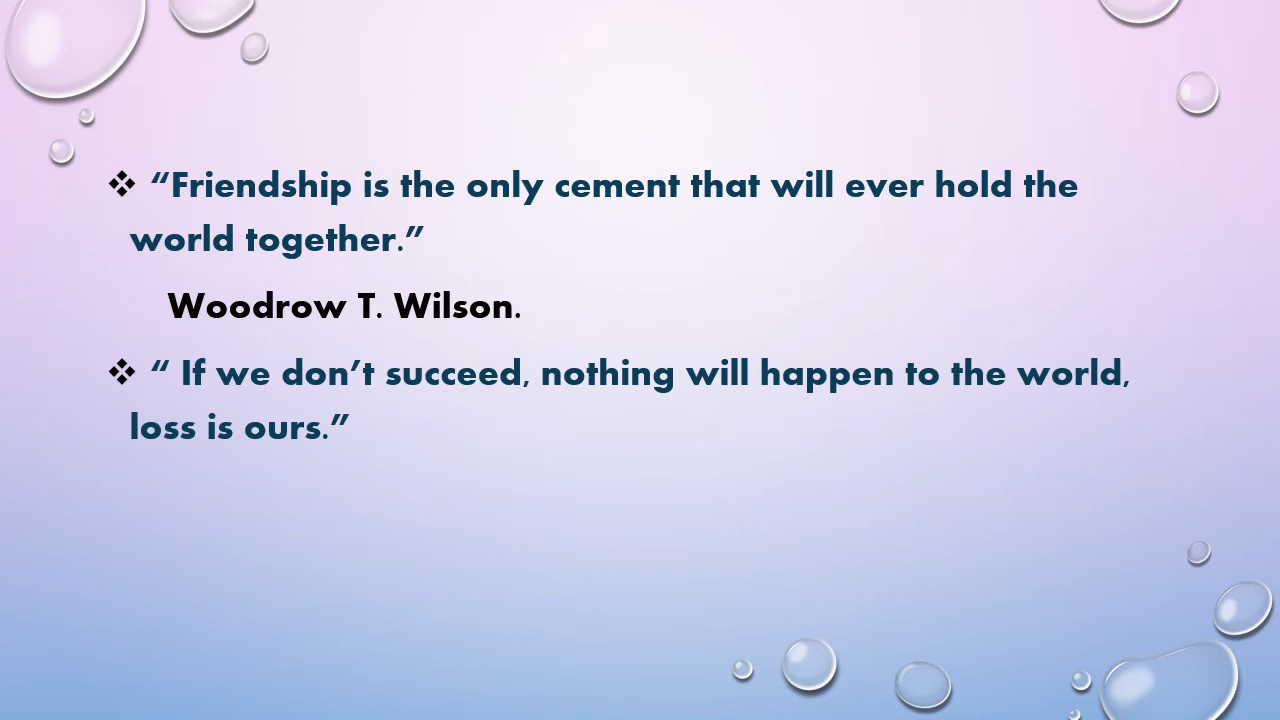 ❖ “Friendship is the only cement that will ever hold the
world together.”
Woodrow T. Wilson.
❖ “ If we don’t succeed, nothing will happen to the world,
loss is ours.”